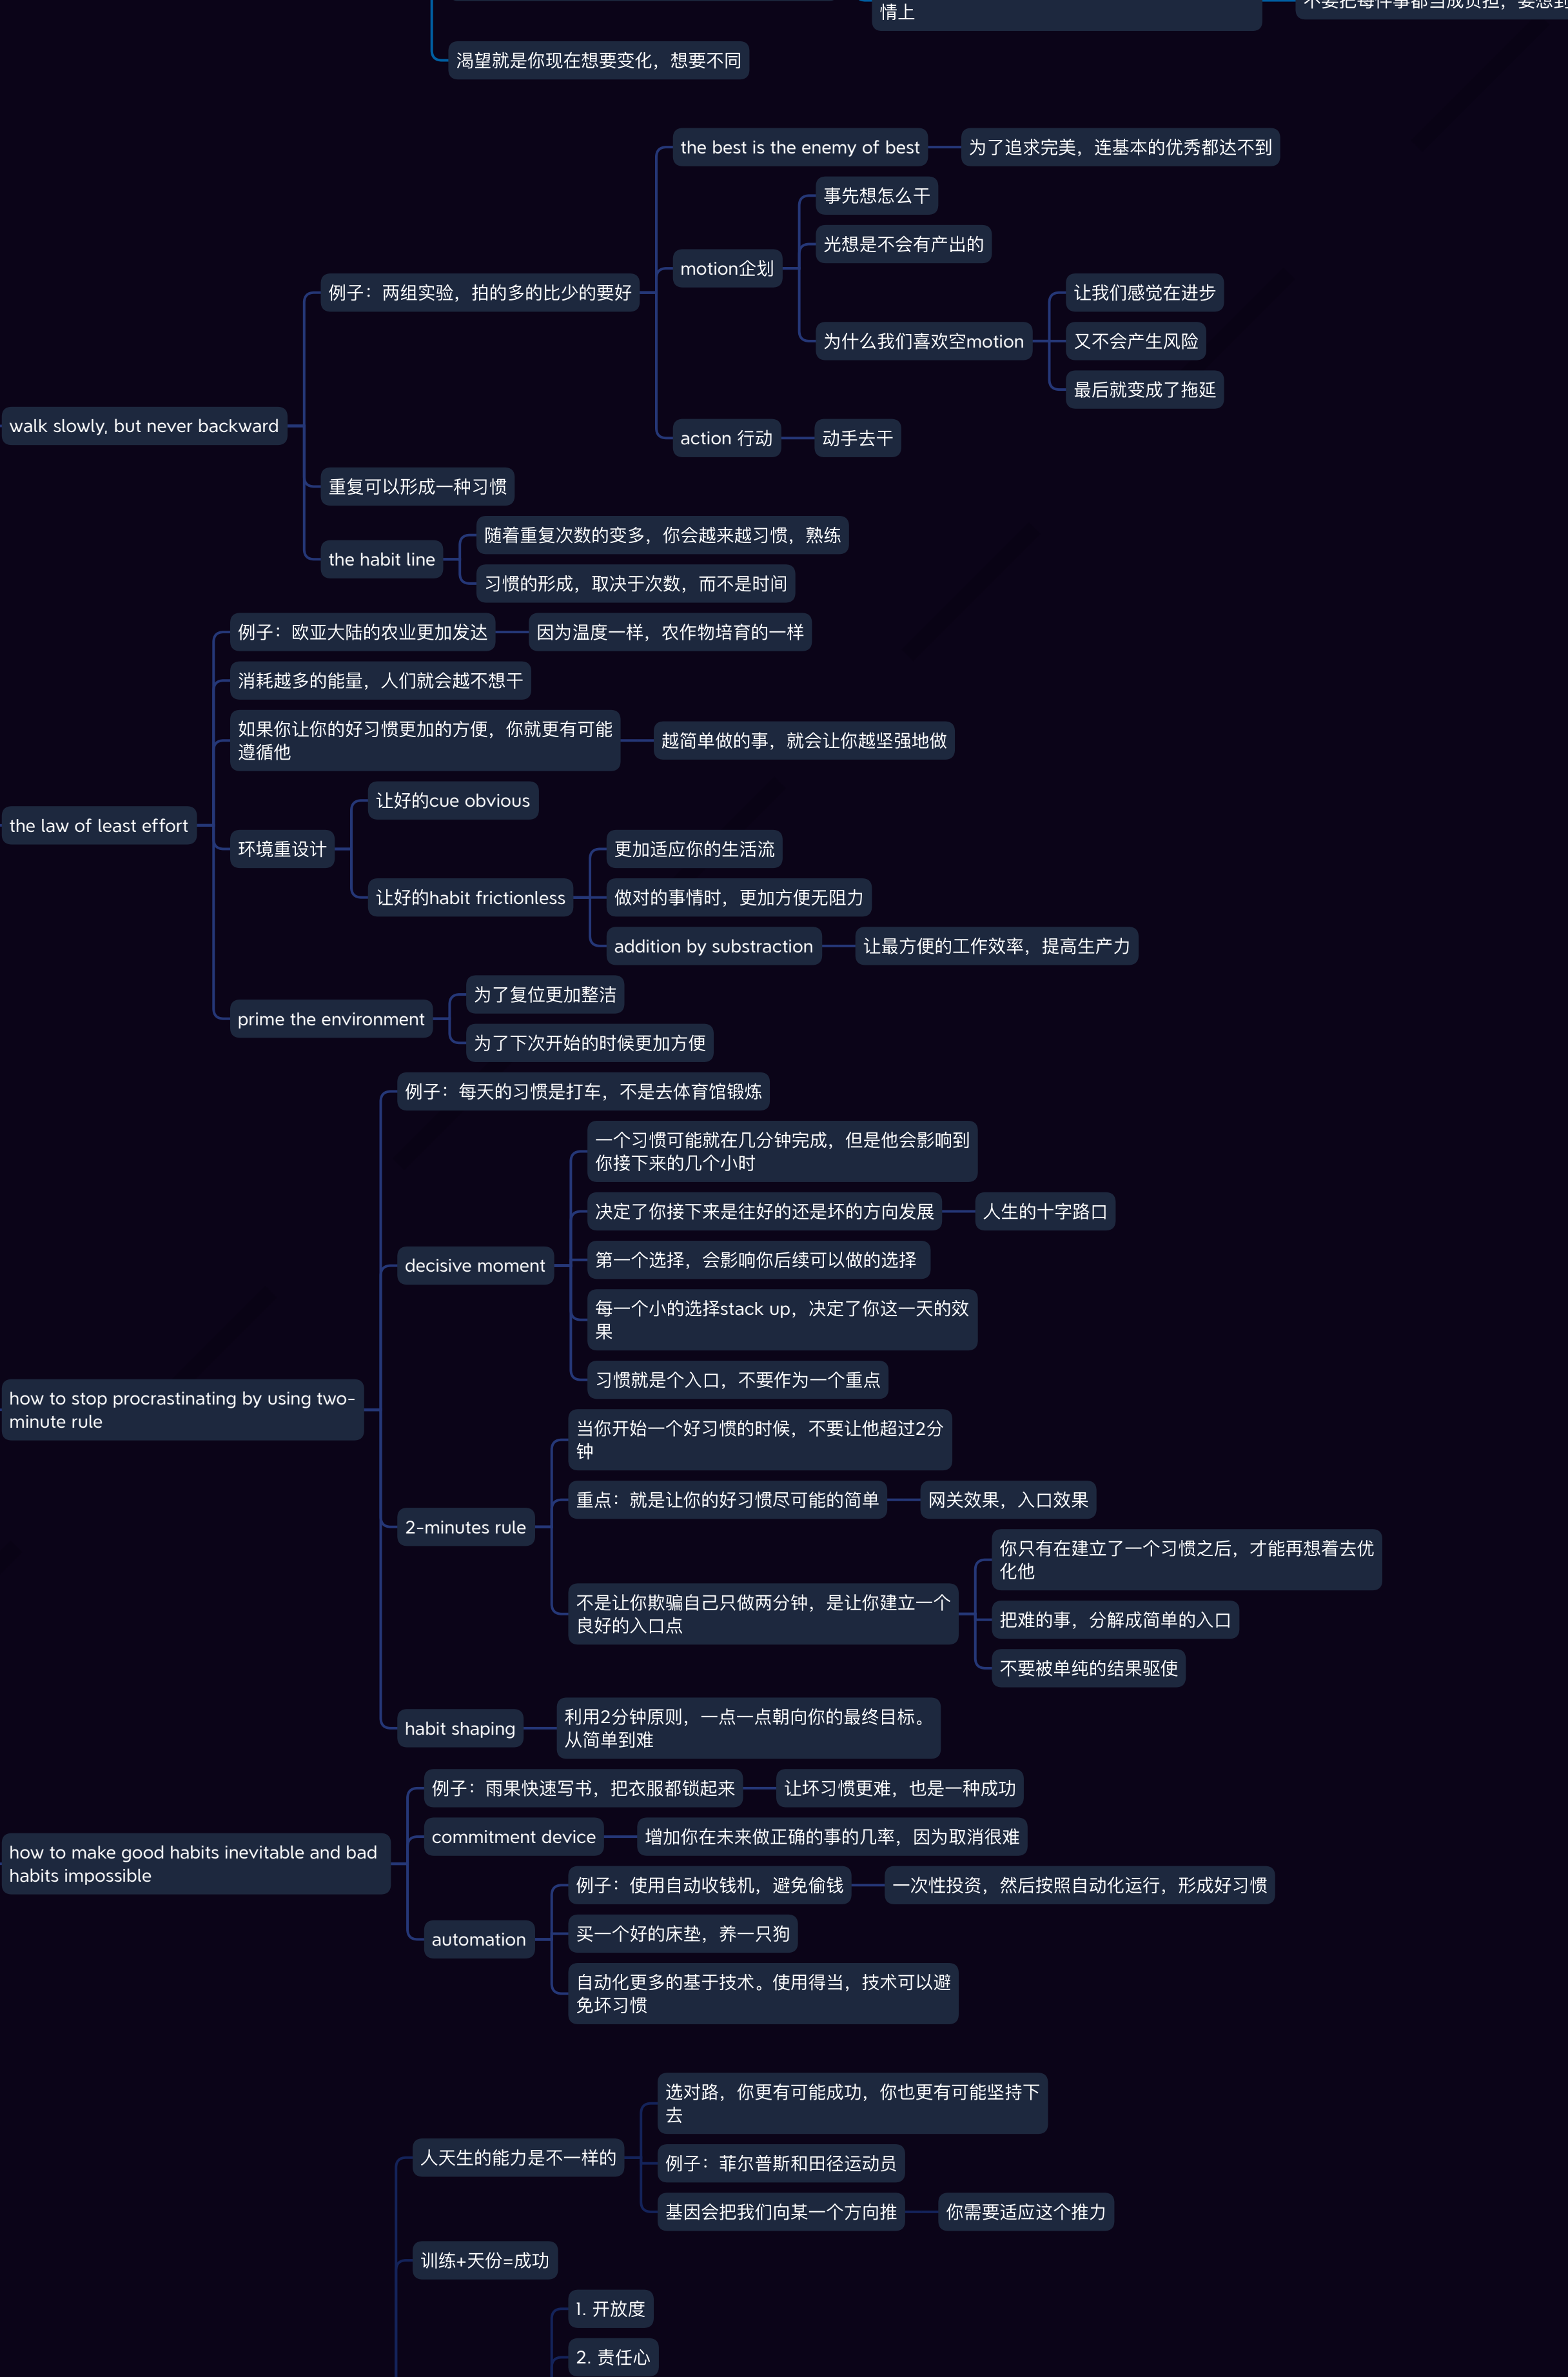 情上
不要把每件事都当成负担，要想到
渴望就是你现在想要变化，想要不同
the best is the enemy of best
为了追求完美，连基本的优秀都达不到
事先想怎么干
光想是不会有产出的
motion企划
例子：两组实验，拍的多的比少的要好
让我们感觉在进步
为什么我们喜欢空motion
又不会产生风险
最后就变成了拖延
walk slowly, but never backward
action 行动
动手去干
重复可以形成一种习惯
随着重复次数的变多，你会越来越习惯，熟练
the habit line
习惯的形成，取决于次数，而不是时间
例子：欧亚大陆的农业更加发达
因为温度一样，农作物培育的一样
消耗越多的能量，人们就会越不想干
如果你让你的好习惯更加的方便，你就更有可能
遵循他
越简单做的事，就会让你越坚强地做
让好的cue obvious
the law of least effort
环境重设计
更加适应你的生活流
让好的habit frictionless
做对的事情时，更加方便无阻力
addition by substraction
让最方便的工作效率，提高生产力
为了复位更加整洁
prime the environment
为了下次开始的时候更加方便
例子：每天的习惯是打车，不是去体育馆锻炼
一个习惯可能就在几分钟完成，但是他会影响到
你接下来的几个小时
决定了你接下来是往好的还是坏的方向发展
人生的十字路口
decisive moment
第一个选择，会影响你后续可以做的选择
每一个小的选择stack up，决定了你这一天的效
果
习惯就是个入口，不要作为一个重点
how to stop procrastinating by using two-
minute rule
当你开始一个好习惯的时候，不要让他超过2分
钟
重点：就是让你的好习惯尽可能的简单
网关效果，入口效果
2-minutes rule
你只有在建立了一个习惯之后，才能再想着去优
化他
不是让你欺骗自己只做两分钟，是让你建立一个
良好的入口点
把难的事，分解成简单的入口
不要被单纯的结果驱使
habit shaping
利用2分钟原则，一点一点朝向你的最终目标。
从简单到难
例子：雨果快速写书，把衣服都锁起来
让坏习惯更难，也是一种成功
commitment device
增加你在未来做正确的事的几率，因为取消很难
how to make good habits inevitable and bad
habits impossible
例子：使用自动收钱机，避免偷钱
一次性投资，然后按照自动化运行，形成好习惯
automation
买一个好的床垫，养一只狗
自动化更多的基于技术。使用得当，技术可以避
免坏习惯
选对路，你更有可能成功，你也更有可能坚持下
去
人天生的能力是不一样的
例子：菲尔普斯和田径运动员
基因会把我们向某一个方向推
你需要适应这个推力
训练+天份=成功
1. 开放度
2. 责任心